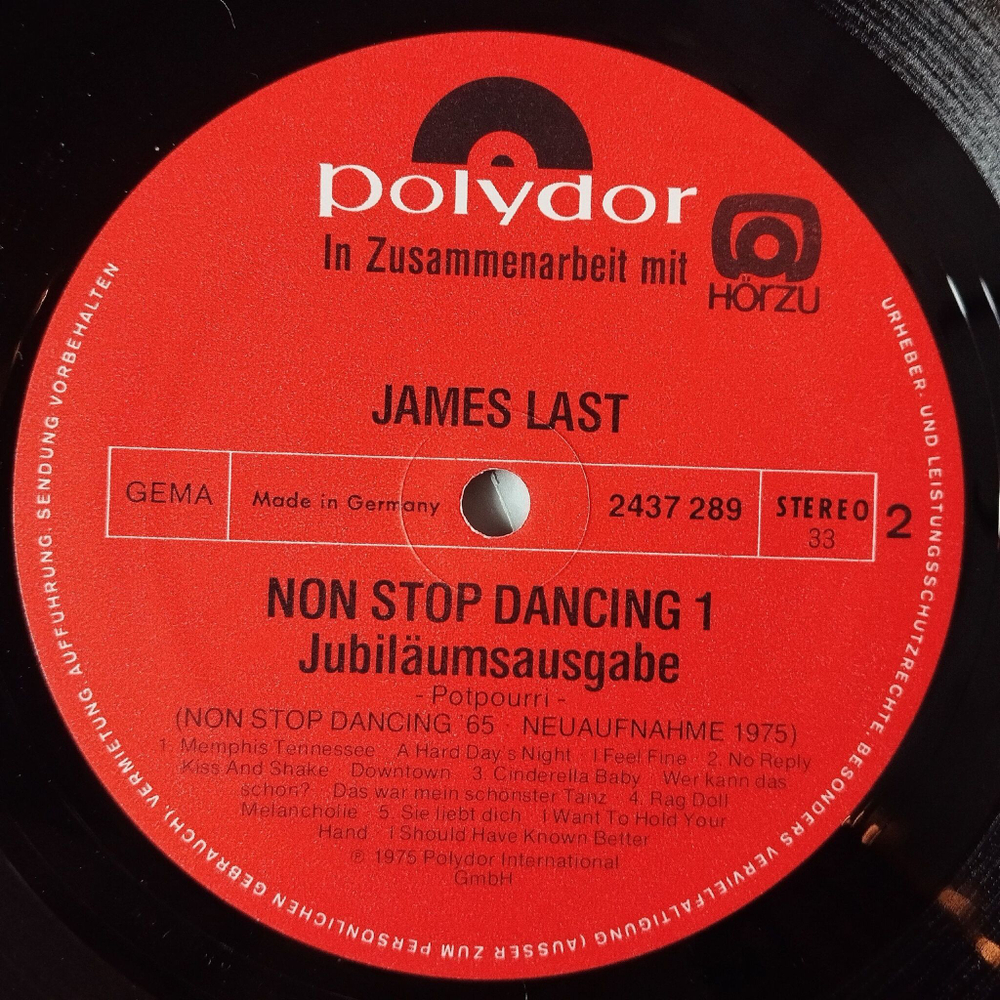 polydor
In Zusammenarbeit mit
HÖRZU
JAMES LAST
GEMA
Made in Germany
2437 289
STEREO
33
2
NON STOP DANCING 1
Jubiläumsausgabe
- Potpourri -
(NON STOP DANCING '65 · NEUAUFNAHME 1975)
1. Memphis Tennessee · A Hard Day's Night · I Feel Fine · 2. No Reply
Kiss And Shake · Downtown · 3. Cinderella Baby · Wer kann das
schon? · Das war mein schönster Tanz · 4. Rag Doll
Melancholie · 5. Sie liebt dich · I Want To Hold Your
Hand · I Should Have Known Better
℗ 1975 Polydor International
GmbH
URHEBER- UND LEISTUNGSSCHUTZRECHTE, BESONDERS VERVIELFÄLTIGUNG (AUSSER ZUM PERSÖNLICHEN GEBRAUCH), VERMIETUNG, AUFFÜHRUNG, SENDUNG VORBEHALTEN